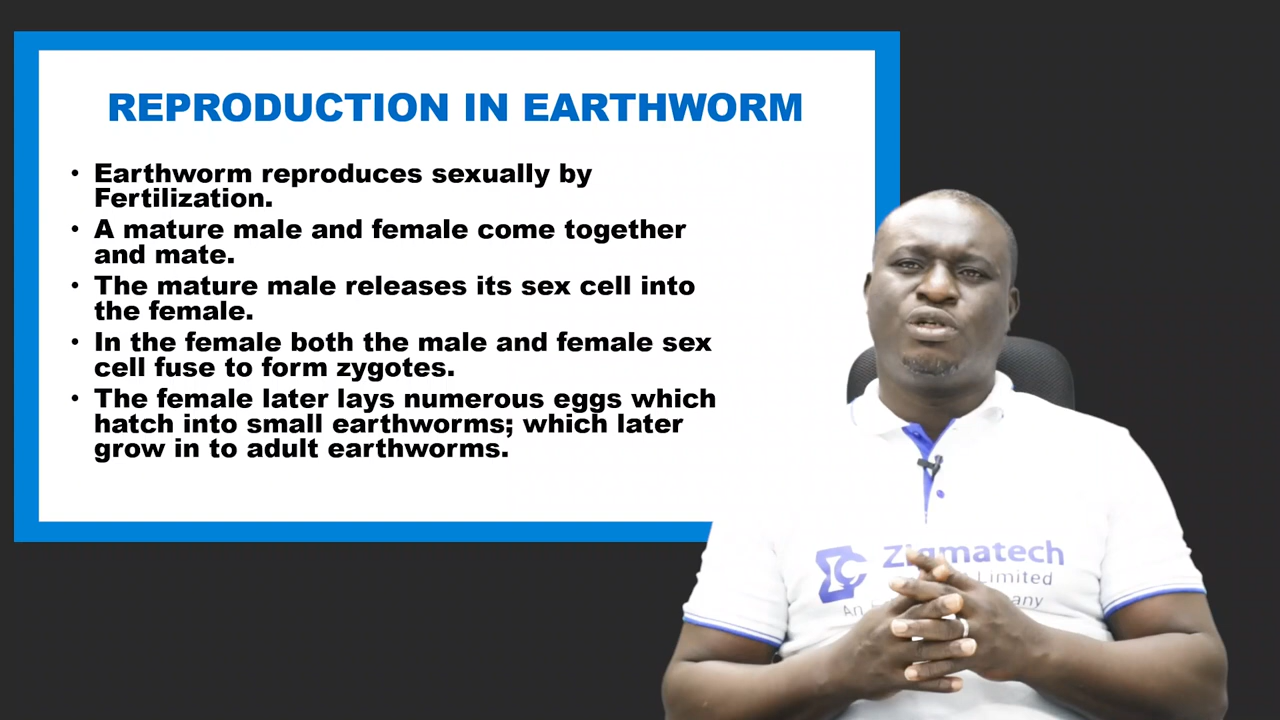 REPRODUCTION IN EARTHWORM
• Earthworm reproduces sexually by
Fertilization.
• A mature male and female come together
and mate.
• The mature male releases its sex cell into
the female.
• In the female both the male and female sex
cell fuse to form zygotes.
• The female later lays numerous eggs which
hatch into small earthworms; which later
grow in to adult earthworms.
Zigmatech
Limited
An